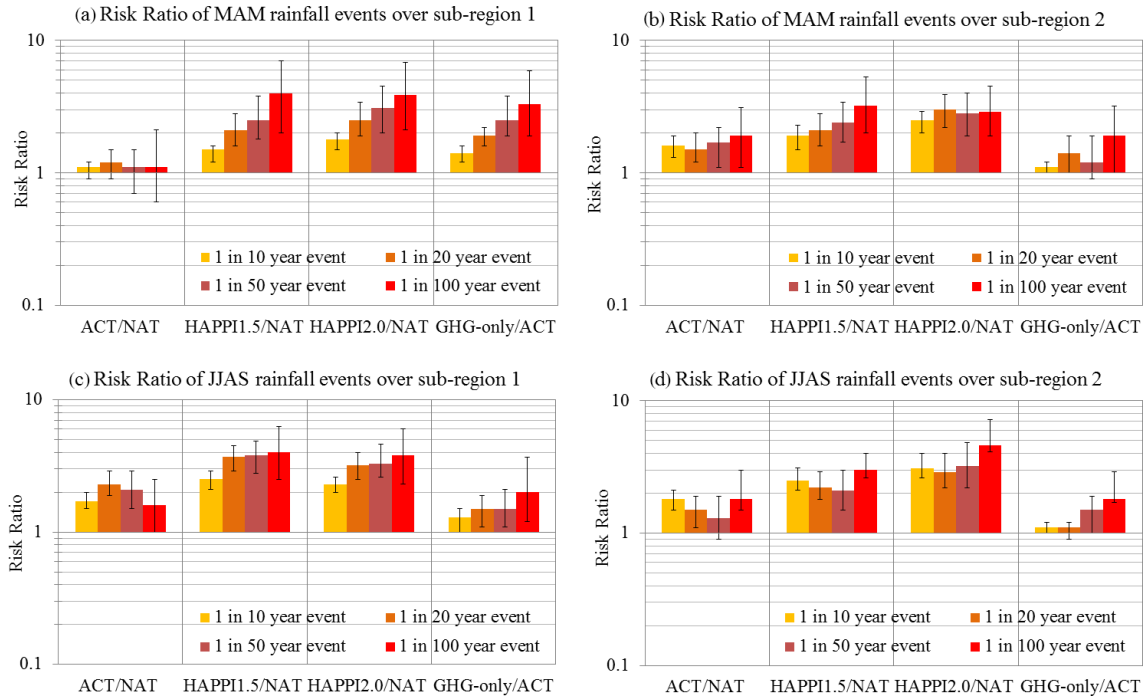 (a) Risk Ratio of MAM rainfall events over sub-region 1
10
1
0.1
Risk Ratio
1 in 10 year event
1 in 20 year event
1 in 50 year event
1 in 100 year event
ACT/NAT
HAPPI1.5/NAT
HAPPI2.0/NAT
GHG-only/ACT
(b) Risk Ratio of MAM rainfall events over sub-region 2
10
1
0.1
Risk Ratio
1 in 10 year event
1 in 20 year event
1 in 50 year event
1 in 100 year event
ACT/NAT
HAPPI1.5/NAT
HAPPI2.0/NAT
GHG-only/ACT
(c) Risk Ratio of JJAS rainfall events over sub-region 1
10
1
0.1
Risk Ratio
1 in 10 year event
1 in 20 year event
1 in 50 year event
1 in 100 year event
ACT/NAT
HAPPI1.5/NAT
HAPPI2.0/NAT
GHG-only/ACT
(d) Risk Ratio of JJAS rainfall events over sub-region 2
10
1
0.1
Risk Ratio
1 in 10 year event
1 in 20 year event
1 in 50 year event
1 in 100 year event
ACT/NAT
HAPPI1.5/NAT
HAPPI2.0/NAT
GHG-only/ACT